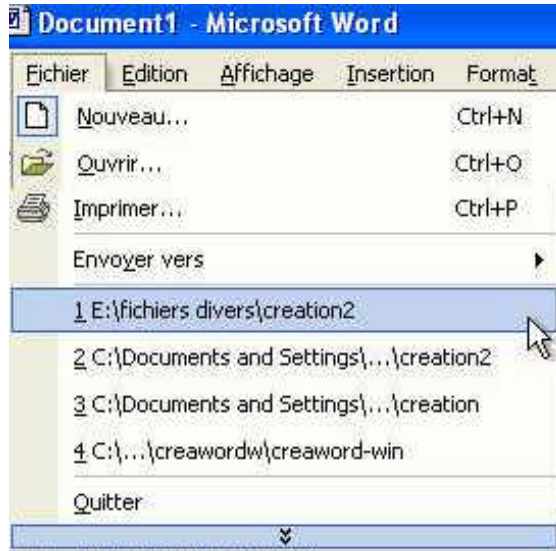 Document1 - Microsoft Word
Fichier Edition Affichage Insertion Format
Nouveau... Ctrl+N
Ouvrir... Ctrl+O
Imprimer... Ctrl+P
Envoyer vers
1 E:\fichiers divers\creation2
2 C:\Documents and Settings\...\creation2
3 C:\Documents and Settings\...\creation
4 C:\...\creawordw\creaword-win
Quitter